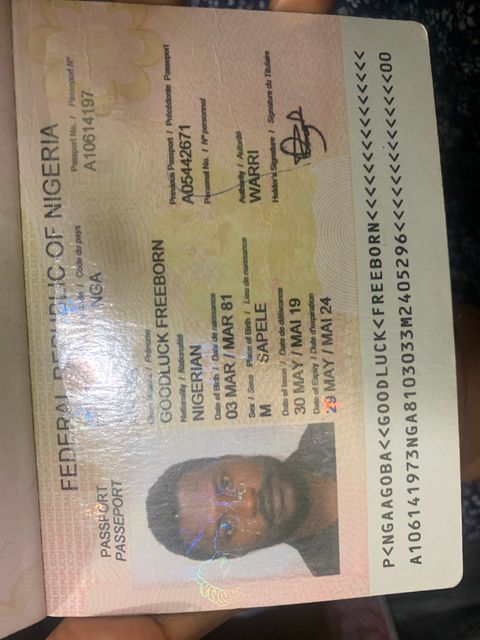 FEDERAL REPUBLIC OF NIGERIA
PASSPORT
PASSEPORT
Code du pays
NGA
Passport No. / Passeport Nº
A10614197
Prénoms
GOODLUCK FREEBORN
Nationality / Nationalité
NIGERIAN
Date of Birth / Date de naissance
03 MAR / MAR 81
Sex / Sexe Place of Birth / Lieu de naissance
M SAPELE
Date of Issue / Date de délivrance
30 MAY / MAI 19
Date of Expiry / Date d'expiration
29 MAY / MAI 24
Previous Passport / Précédente Passeport
A05442671
Personal No. / Nº personnel
Authority / Autorité
WARRI
Holder's Signature / Signature du Titulaire
P<NGAAGOBA<<GOODLUCK<FREEBORN<<<<<<<<<<<<<<<
A106141973NGA8103033M2405296<<<<<<<<<<<<<<00